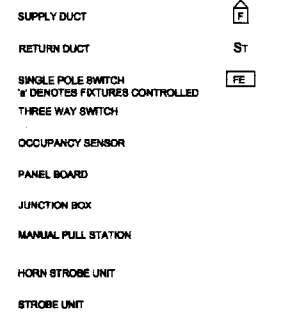 SUPPLY DUCT
F
RETURN DUCT
ST
SINGLE POLE SWITCH
FE
'a' DENOTES FIXTURES CONTROLLED
THREE WAY SWITCH
OCCUPANCY SENSOR
PANEL BOARD
JUNCTION BOX
MANUAL PULL STATION
HORN STROBE UNIT
STROBE UNIT